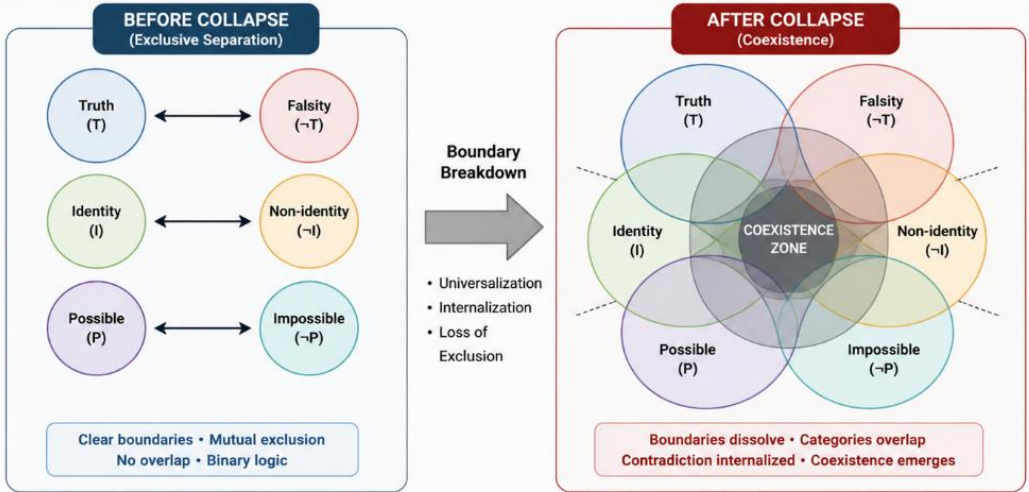 BEFORE COLLAPSE
(Exclusive Separation)
Truth
(T)
Falsity
(¬T)
Identity
(I)
Non-identity
(¬I)
Possible
(P)
Impossible
(¬P)
Clear boundaries • Mutual exclusion
No overlap • Binary logic
Boundary
Breakdown
• Universalization
• Internalization
• Loss of
Exclusion
AFTER COLLAPSE
(Coexistence)
Truth
(T)
Falsity
(¬T)
Identity
(I)
COEXISTENCE
ZONE
Non-identity
(¬I)
Possible
(P)
Impossible
(¬P)
Boundaries dissolve • Categories overlap
Contradiction internalized • Coexistence emerges